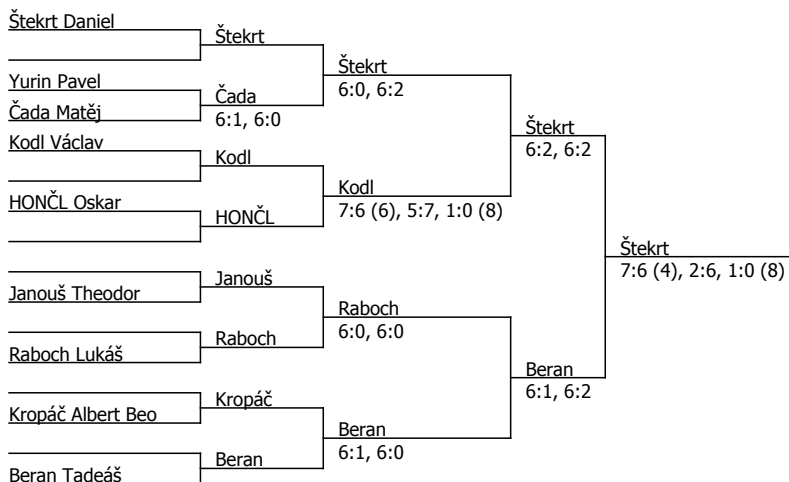 Štekrt Daniel
Štekrt
Štekrt
6:0, 6:2
Yurin Pavel
Čada
6:1, 6:0
Čada Matěj
Štekrt
6:2, 6:2
Kodl Václav
Kodl
Kodl
7:6 (6), 5:7, 1:0 (8)
HONČL Oskar
HONČL
Štekrt
7:6 (4), 2:6, 1:0 (8)
Janouš
Janouš Theodor
Raboch
6:0, 6:0
Raboch
Raboch Lukáš
Beran
6:1, 6:2
Kropáč
Kropáč Albert Beo
Beran
6:1, 6:0
Beran
Beran Tadeáš